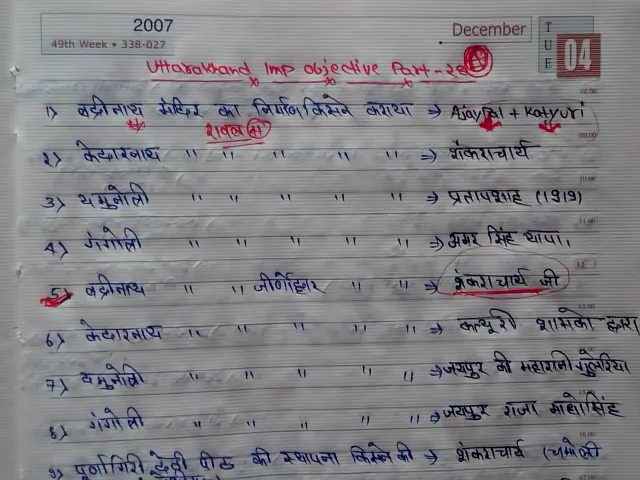 2007
49th Week • 338-027
December
TUE
04
Uttarakhand Imp objective Part-28
1) बद्रीनाथ मंदिर का निर्माण किसने कराया ⇒ Ajaypal + Katyuri
रावल
2) केदारनाथ " " " " " ⇒ शंकराचार्य
3) यमुनोत्री " " " " " ⇒ प्रतापशाह (1919)
4) गंगोत्री " " " " " ⇒ अमर सिंह थापा,
5) बद्रीनाथ " " जीर्णोद्वार " " ⇒ शंकराचार्य जी
6) केदारनाथ " " " " " ⇒ कत्यूरी शासको द्वारा
7) यमुनोत्री " " " " " ⇒ जयपुर की महारानी गुलेरिया
8) गंगोत्री " " " " " ⇒ जयपुर राजा माधोसिंह
9) पूर्णागिरी देवी पीठ की स्थापना किसने की ⇒ शंकराचार्य (चमोली